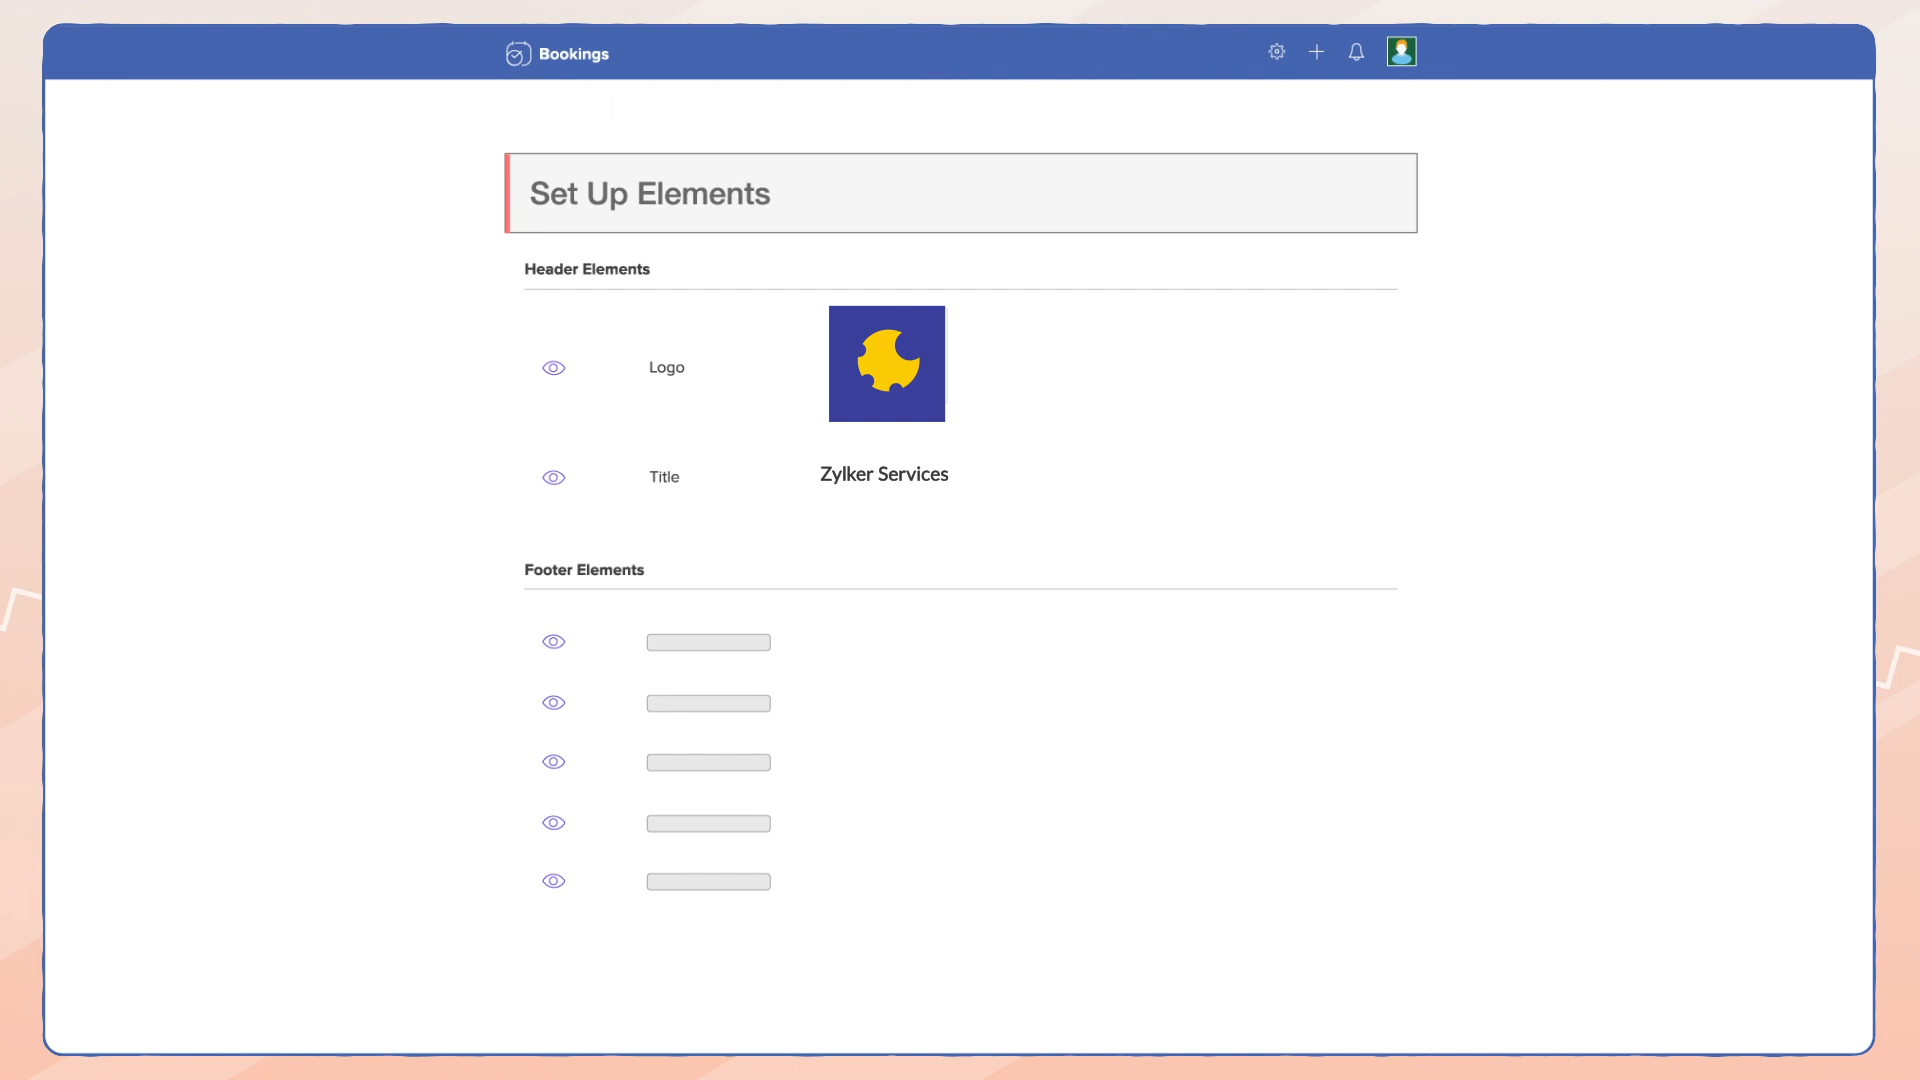 Bookings
Set Up Elements
Header Elements
Logo
Title
Zylker Services
Footer Elements